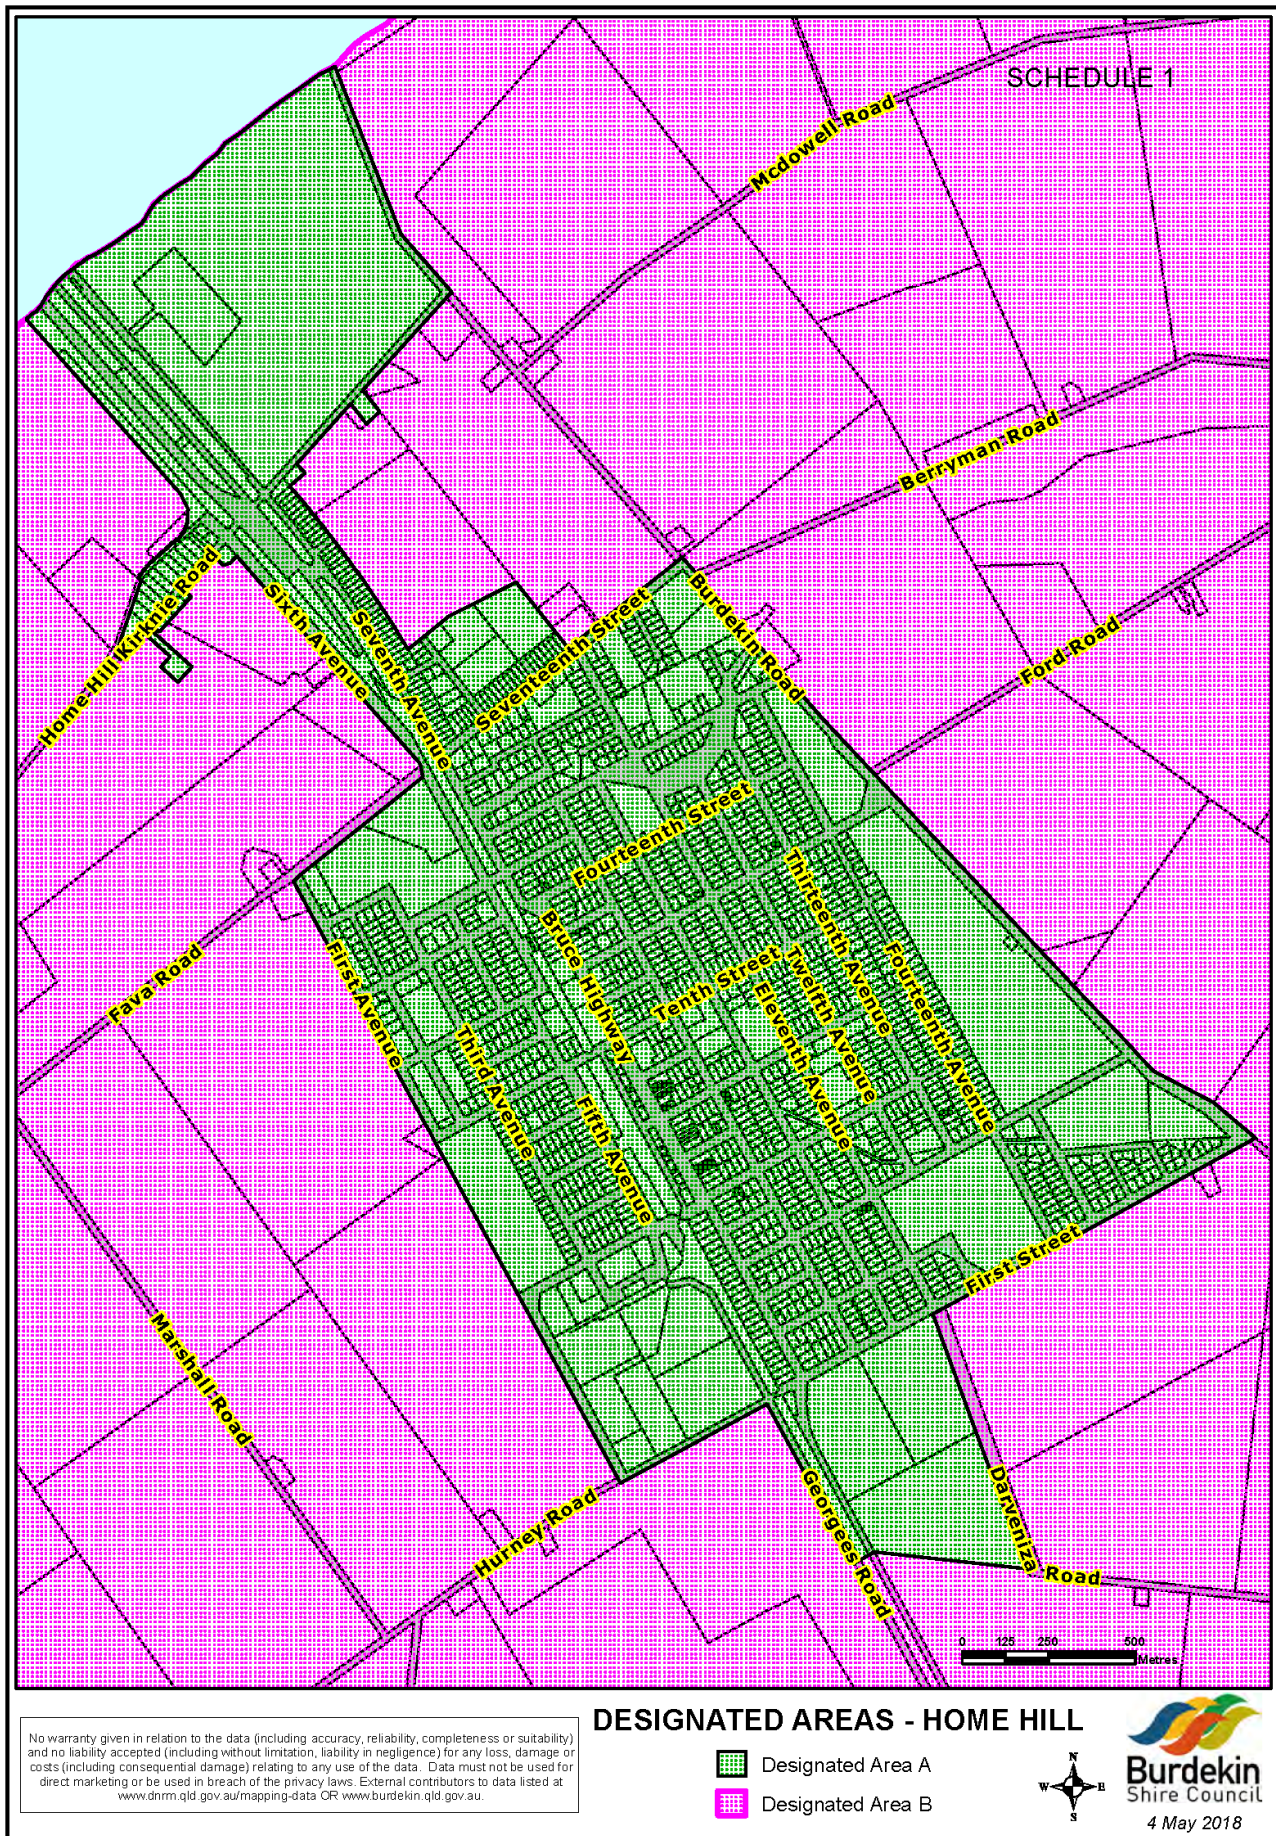 SCHEDULE 1
Mcdowell Road
Berryman Road
Burdekin Road
Ford Road
Seventeenth Street
Home Hill Kirknie Road
Sixth Avenue
Seventh Avenue
Fourteenth Street
Thirteenth Avenue
Fourteenth Avenue
Bruce Highway
Tenth Street
Twelfth Avenue
Eleventh Avenue
First Avenue
Fava Road
Third Avenue
Fifth Avenue
First Street
Marshall Road
Hurney Road
Georgees Road
Darveniza Road
0 125 250 500
Metres
DESIGNATED AREAS - HOME HILL
No warranty given in relation to the data (including accuracy, reliability, completeness or suitability)
and no liability accepted (including without limitation, liability in negligence) for any loss, damage or
costs (including consequential damage) relating to any use of the data. Data must not be used for
direct marketing or be used in breach of the privacy laws. External contributors to data listed at
www.dnrm.qld.gov.au/mapping-data OR www.burdekin.qld.gov.au.
Designated Area A
Designated Area B
N
W E
S
Burdekin
Shire Council
4 May 2018